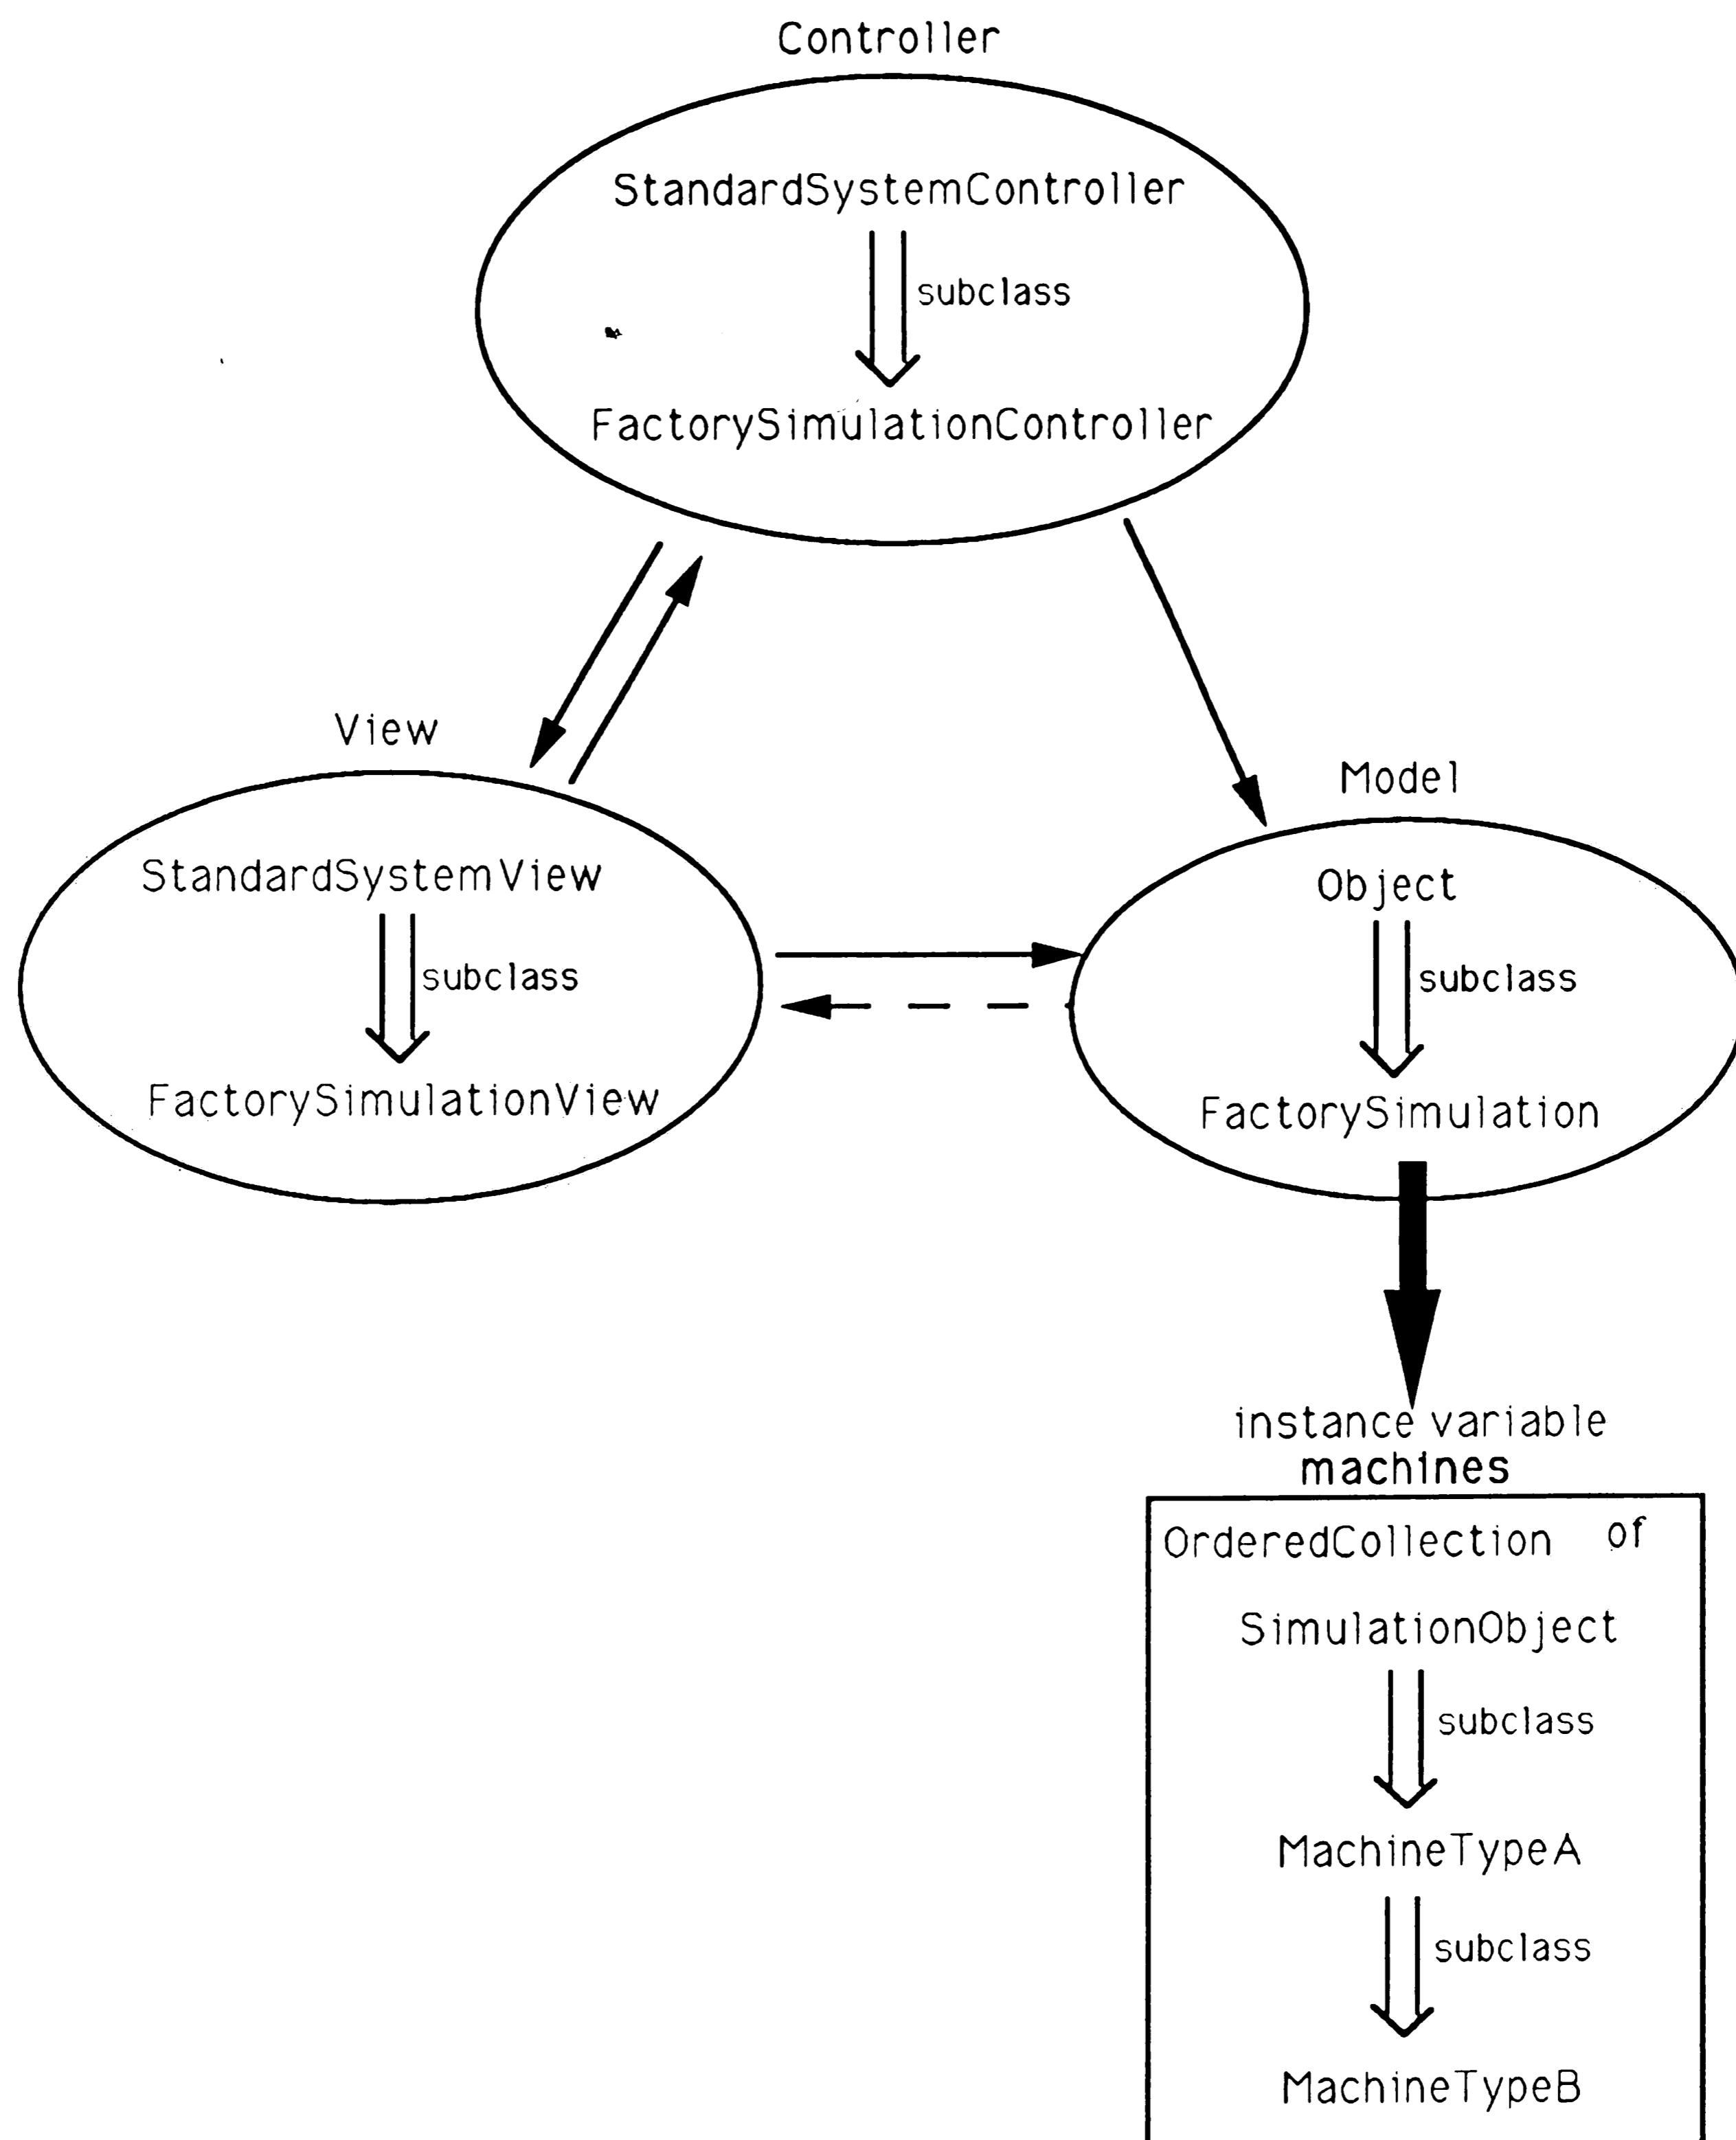 Controller
StandardSystemController
subclass
FactorySimulationController
View
Model
StandardSystemView
subclass
FactorySimulationView
Object
subclass
FactorySimulation
instance variable
machines
OrderedCollection of
SimulationObject
subclass
MachineTypeA
subclass
MachineTypeB